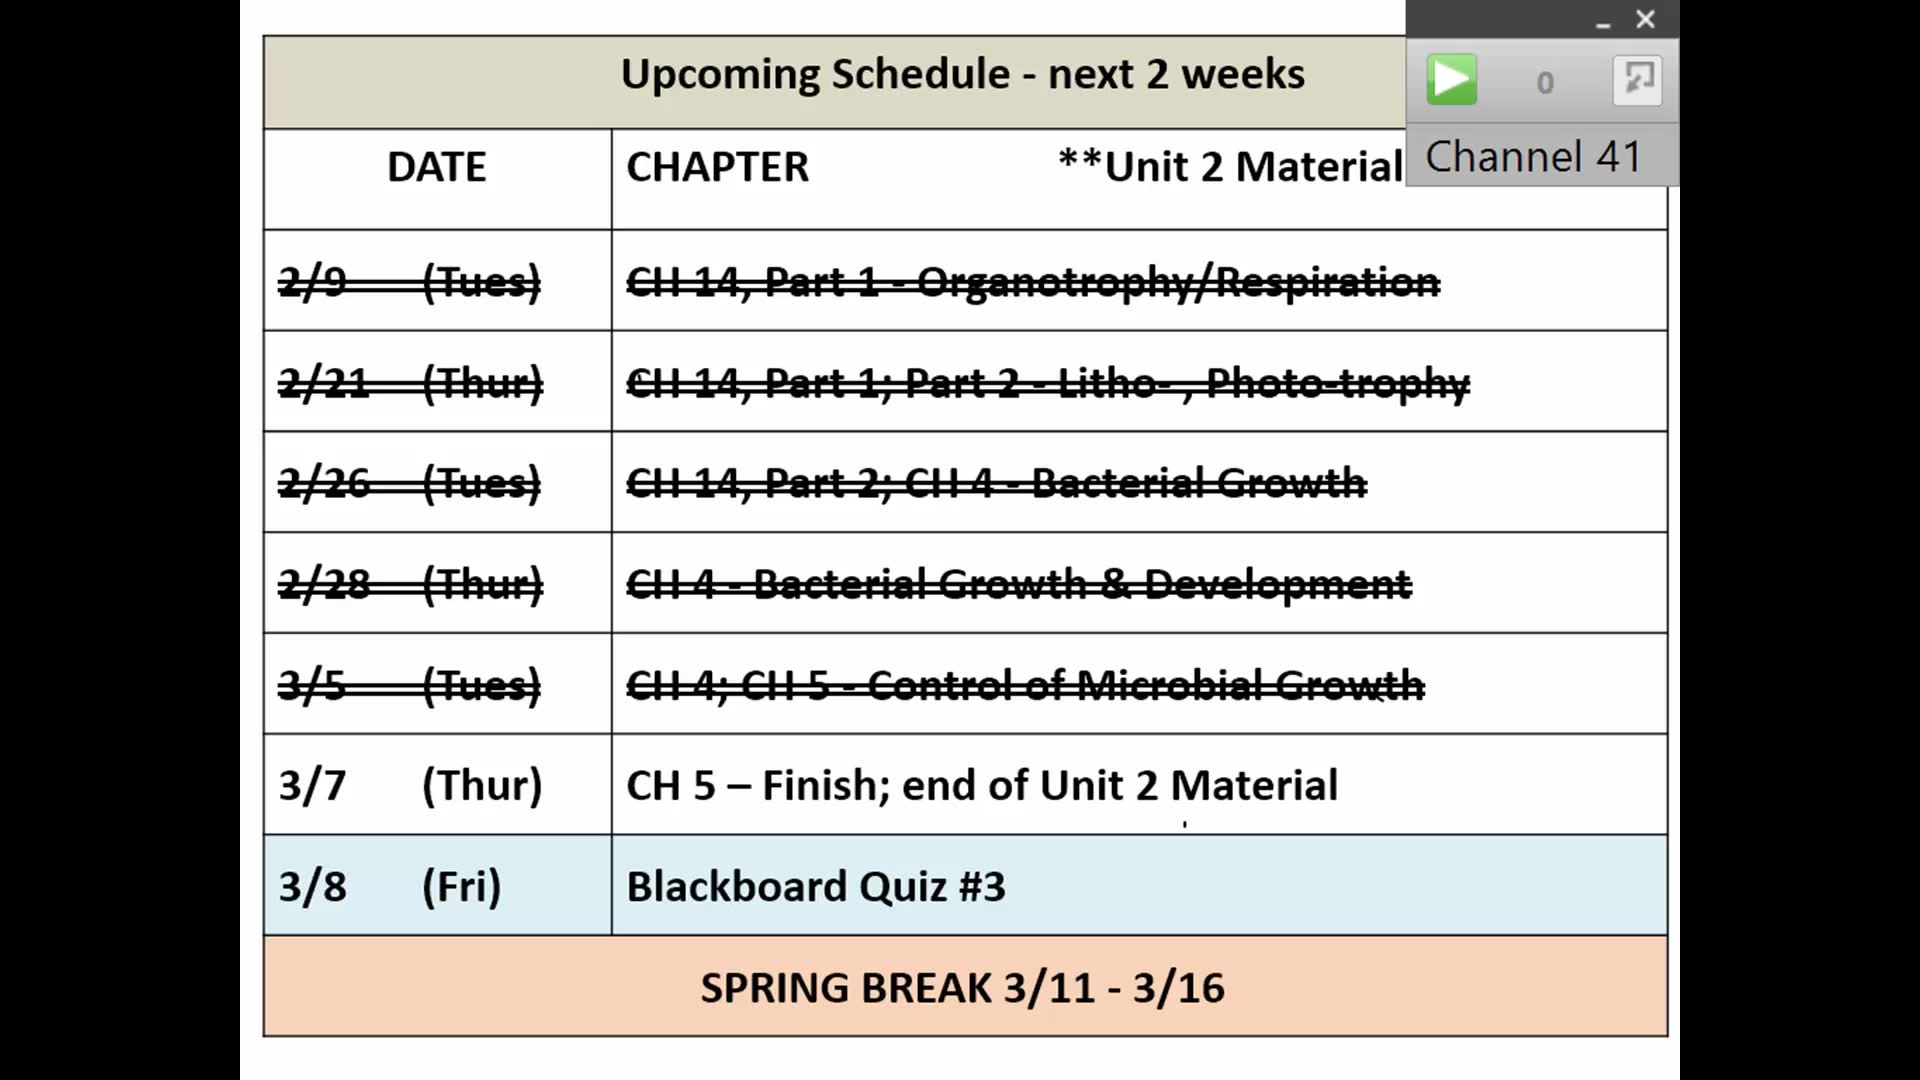 Upcoming Schedule - next 2 weeks
0
Channel 41
DATE CHAPTER **Unit 2 Material
2/9 (Tues) CH 14, Part 1 - Organotrophy/Respiration
2/21 (Thur) CH 14, Part 1; Part 2 - Litho- , Photo-trophy
2/26 (Tues) CH 14, Part 2; CH 4 - Bacterial Growth
2/28 (Thur) CH 4 - Bacterial Growth & Development
3/5 (Tues) CH 4; CH 5 - Control of Microbial Growth
3/7 (Thur) CH 5 – Finish; end of Unit 2 Material
3/8 (Fri) Blackboard Quiz #3
SPRING BREAK 3/11 - 3/16